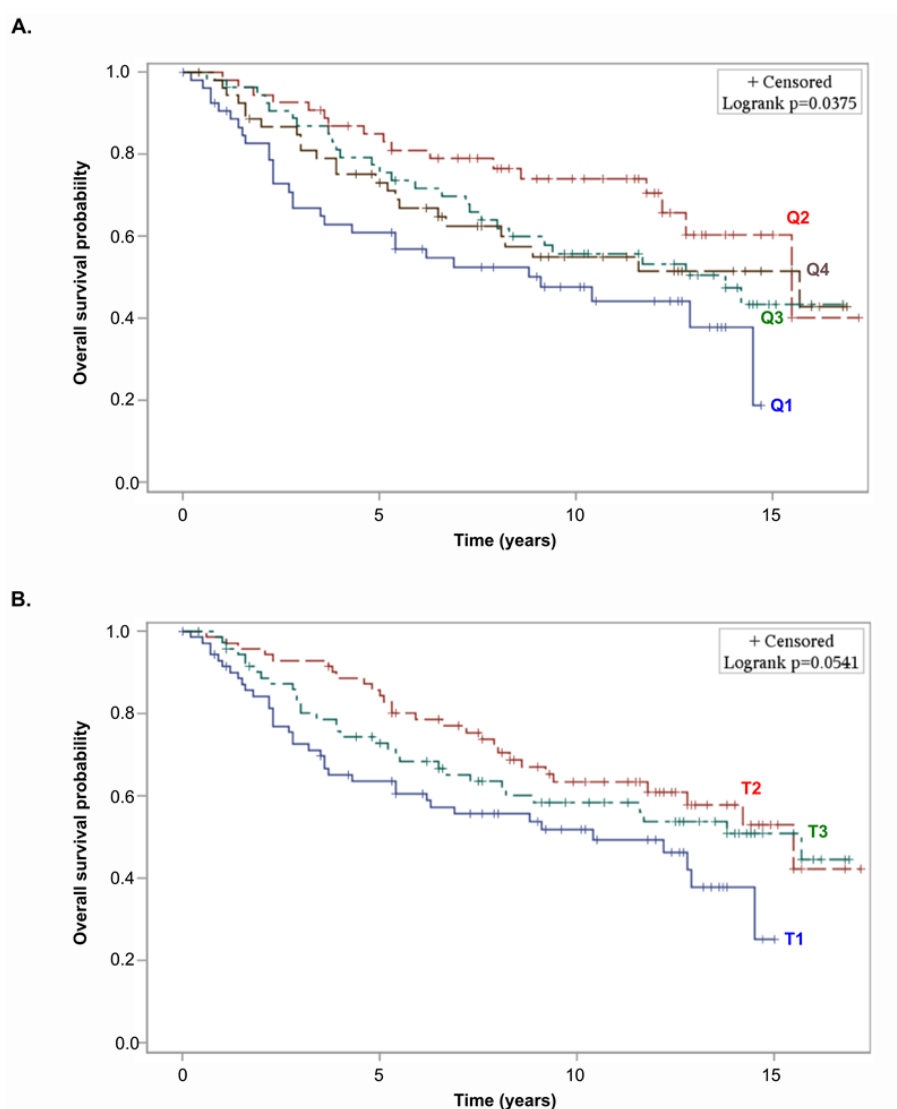 A.
1.0
+ Censored
Logrank p=0.0375
0.8
Overall survival probability
0.6
Q2
Q4
0.4
Q3
Q1
0.2
0.0
0 5 10 15
Time (years)
B.
1.0
+ Censored
Logrank p=0.0541
0.8
Overall survival probability
T2
0.6
T3
0.4
T1
0.2
0.0
0 5 10 15
Time (years)